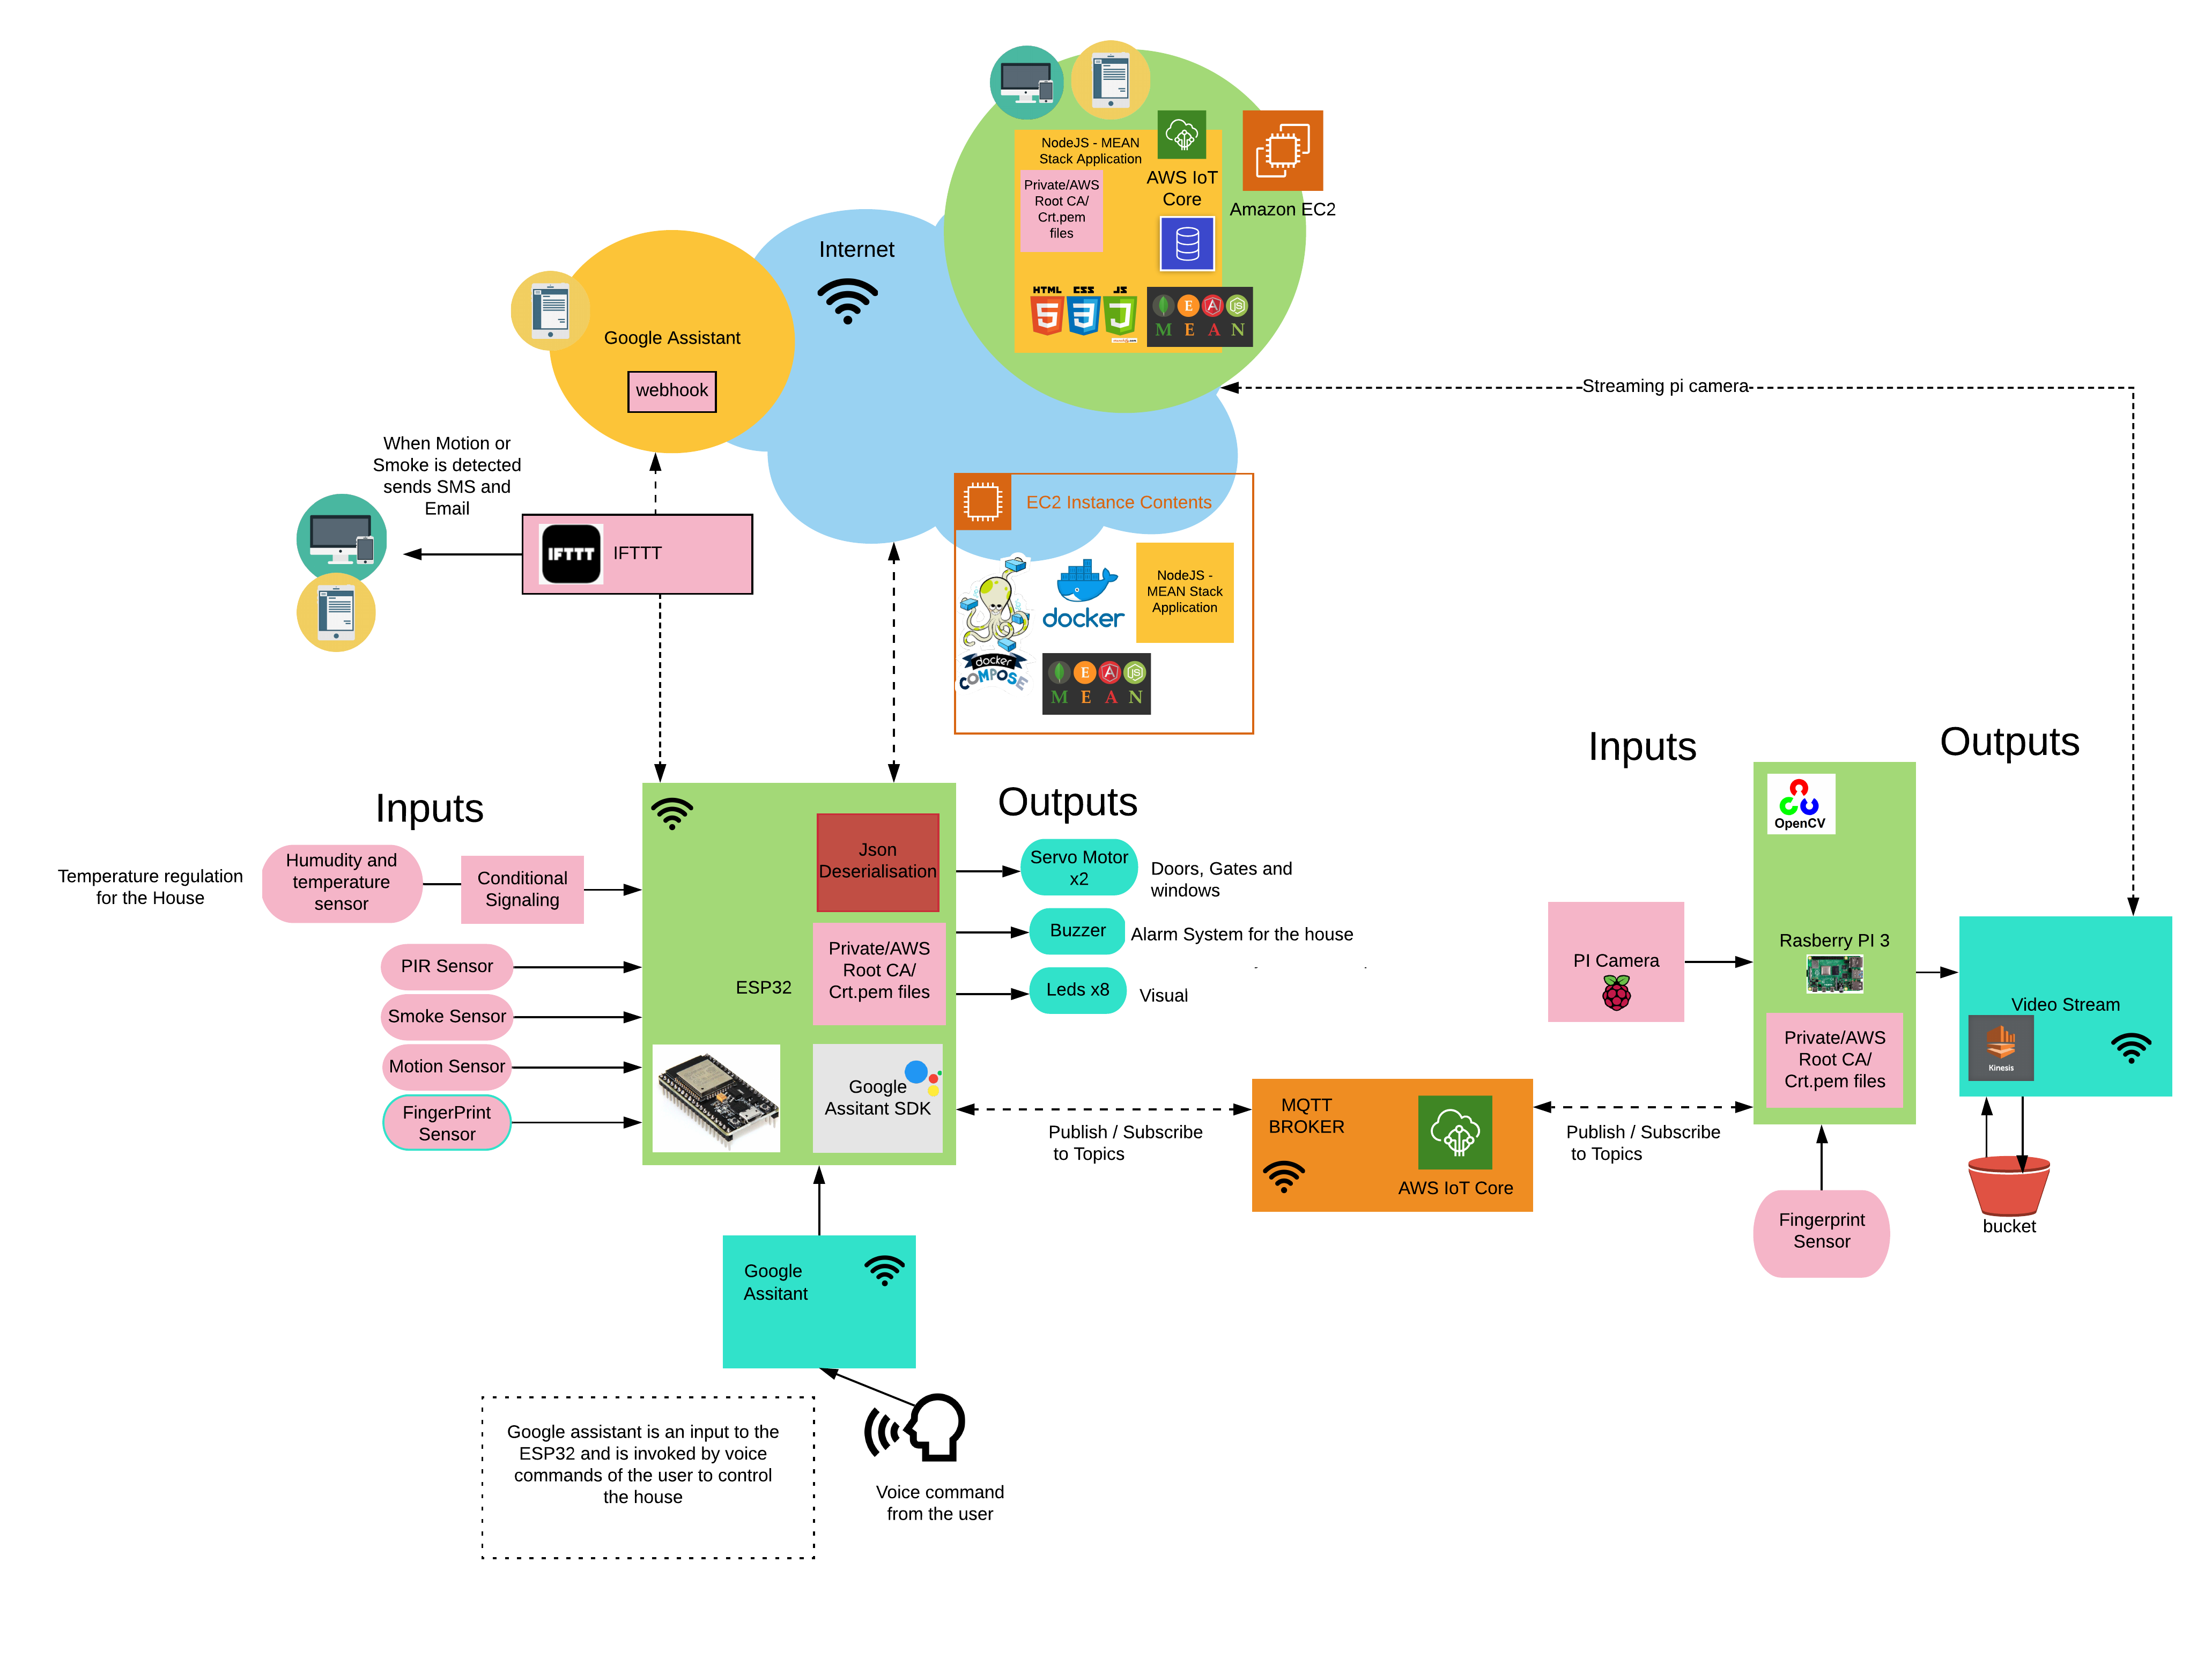 NodeJS - MEAN
Stack Application
Private/AWS
Root CA/
Crt.pem
files
AWS IoT
Core
Amazon EC2
HTML
CSS
JS
5
3
J
E
A
JS
M E A N
Internet
Google Assistant
webhook
Streaming pi camera
When Motion or
Smoke is detected
sends SMS and
Email
IFTTT
IFTTT
EC2 Instance Contents
docker
NodeJS -
MEAN Stack
Application
docker
COMPOSE
E
A
JS
M E A N
Inputs
Temperature regulation
for the House
Humudity and
temperature
sensor
Conditional
Signaling
PIR Sensor
Smoke Sensor
Motion Sensor
FingerPrint
Sensor
ESP32
Json
Deserialisation
Private/AWS
Root CA/
Crt.pem files
Google
Assitant SDK
Outputs
Servo Motor
x2
Doors, Gates and
windows
Buzzer
Alarm System for the house
Leds x8
Visual
Publish / Subscribe
to Topics
MQTT
BROKER
AWS IoT Core
Publish / Subscribe
to Topics
Inputs
Outputs
OpenCV
PI Camera
Rasberry PI 3
Private/AWS
Root CA/
Crt.pem files
Video Stream
Kinesis
bucket
Fingerprint
Sensor
Google
Assitant
Google assistant is an input to the
ESP32 and is invoked by voice
commands of the user to control
the house
Voice command
from the user